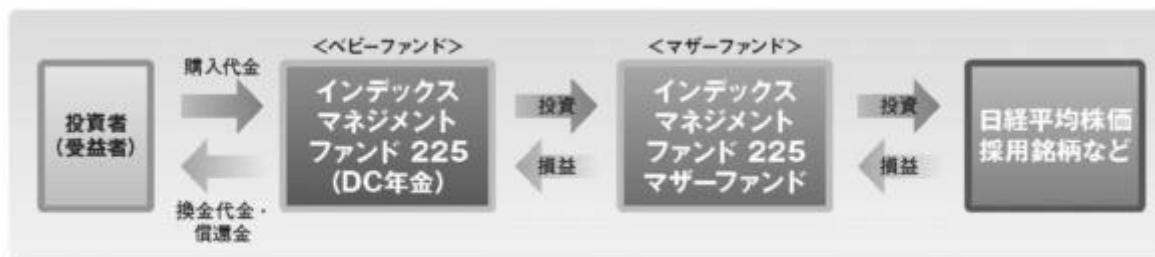 投資者
(受益者)
購入代金
換金代金・
償還金
<ベビーファンド>
インデックス
マネジメント
ファンド 225
(DC年金)
投資
損益
<マザーファンド>
インデックス
マネジメント
ファンド 225
マザーファンド
投資
損益
日経平均株価
採用銘柄など